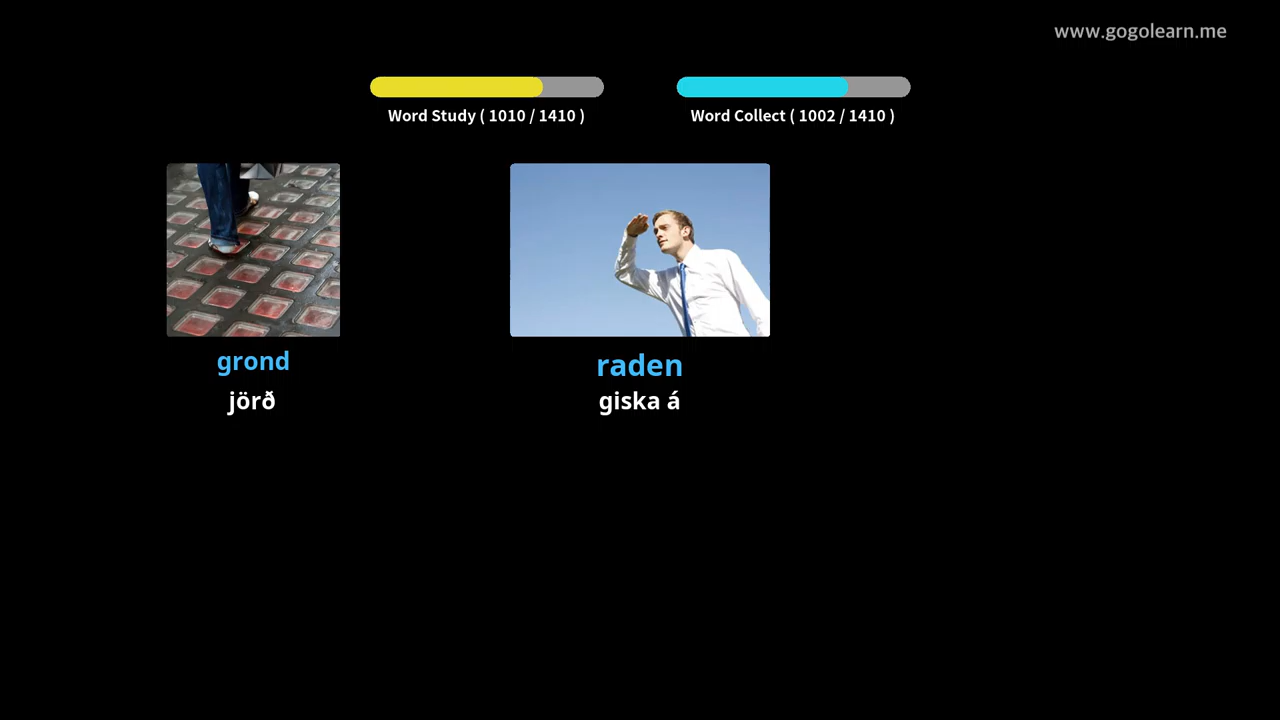 www.gogolearn.me
Word Study ( 1010 / 1410 )
Word Collect ( 1002 / 1410 )
grond
jörð
raden
giska á